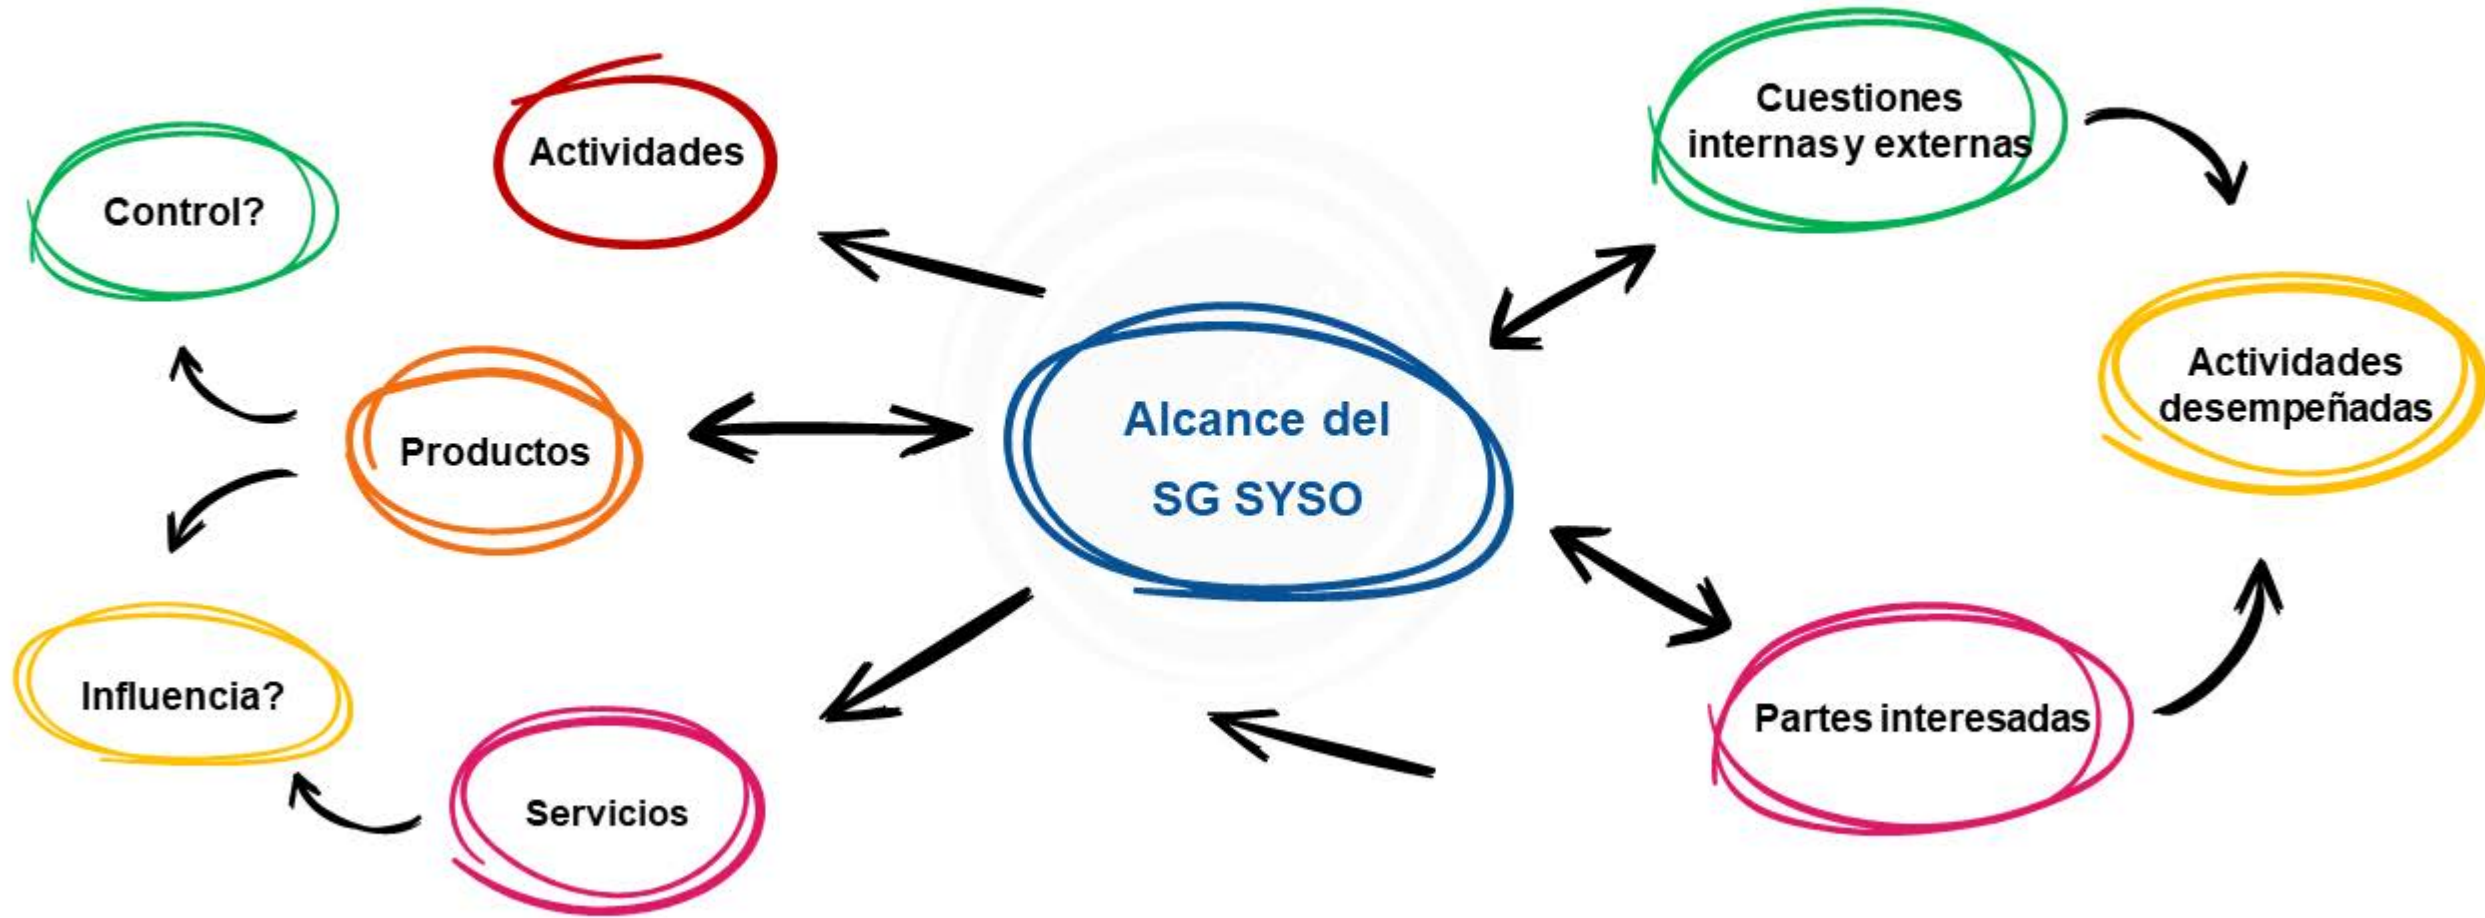 Cuestiones
internas y externas
Actividades
Control?
Actividades
desempeñadas
Alcance del
SG SYSO
Productos
Influencia?
Partes interesadas
Servicios